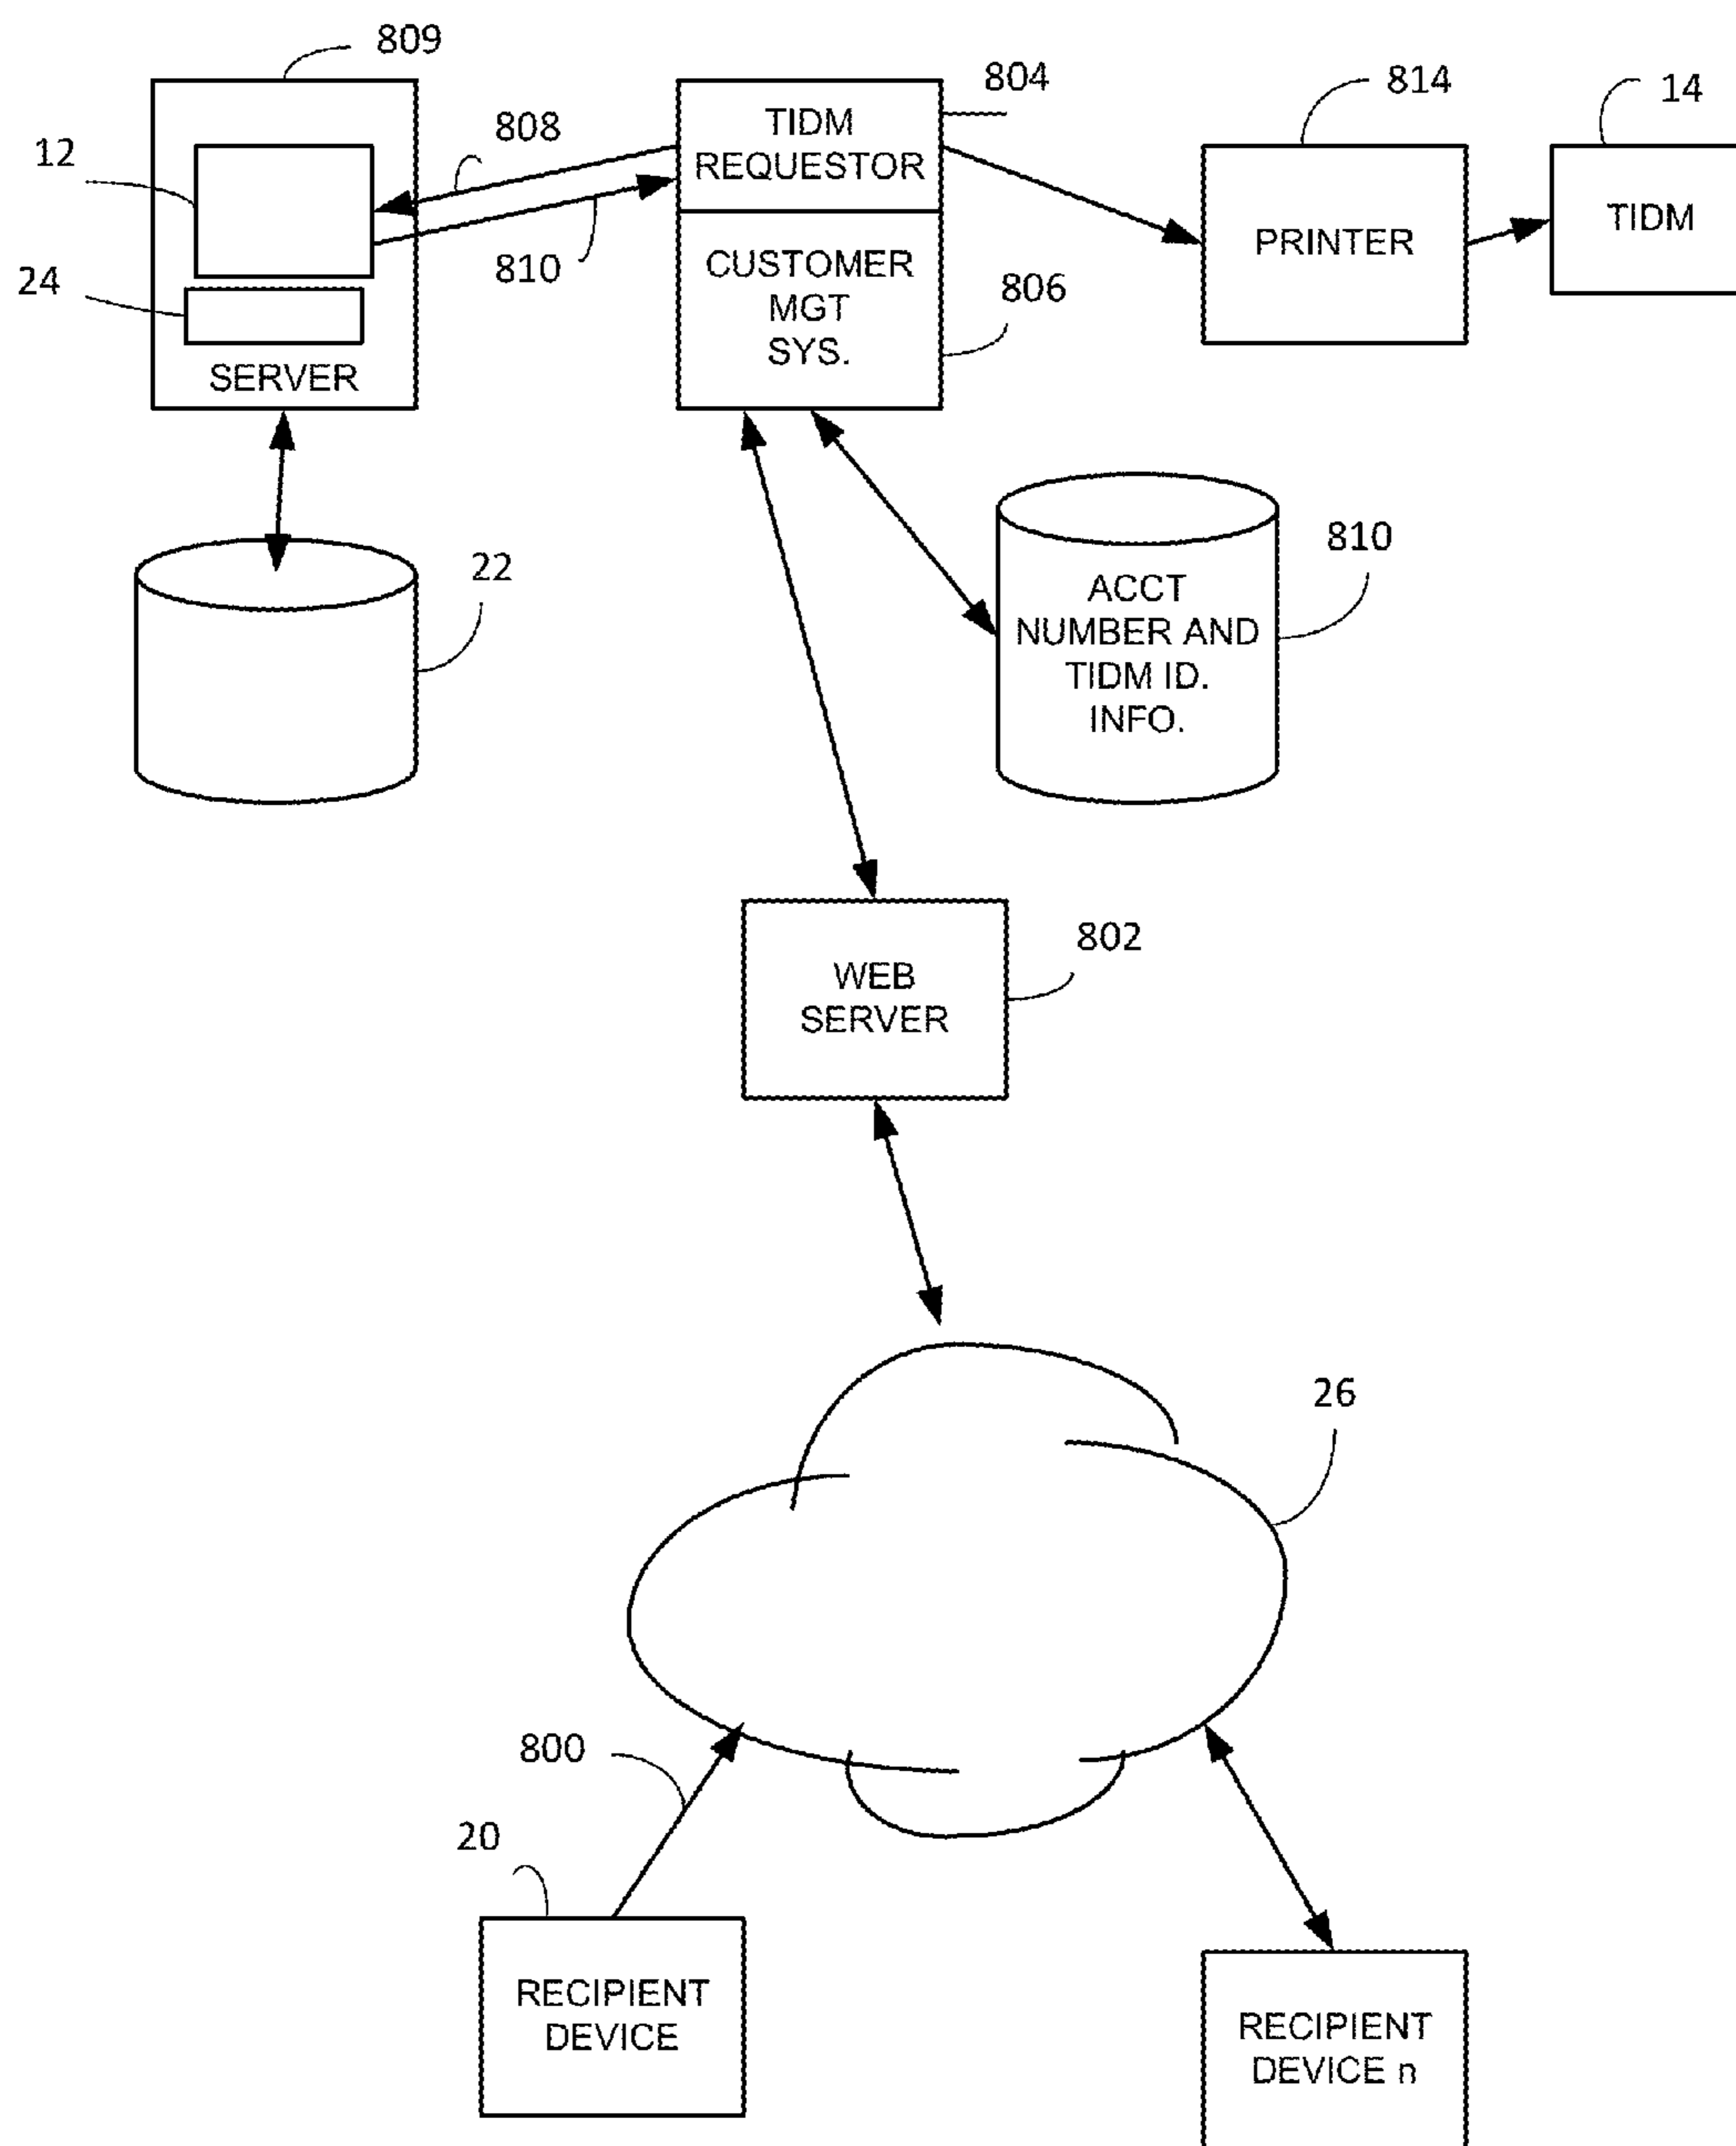 809
804
814
14
12
808
TIDM
REQUESTOR
TIDM
PRINTER
24
810
CUSTOMER
MGT
SYS.
806
SERVER
22
ACCT
NUMBER AND
TIDM ID.
INFO.
810
WEB
SERVER
802
26
800
20
RECIPIENT
DEVICE
RECIPIENT
DEVICE n